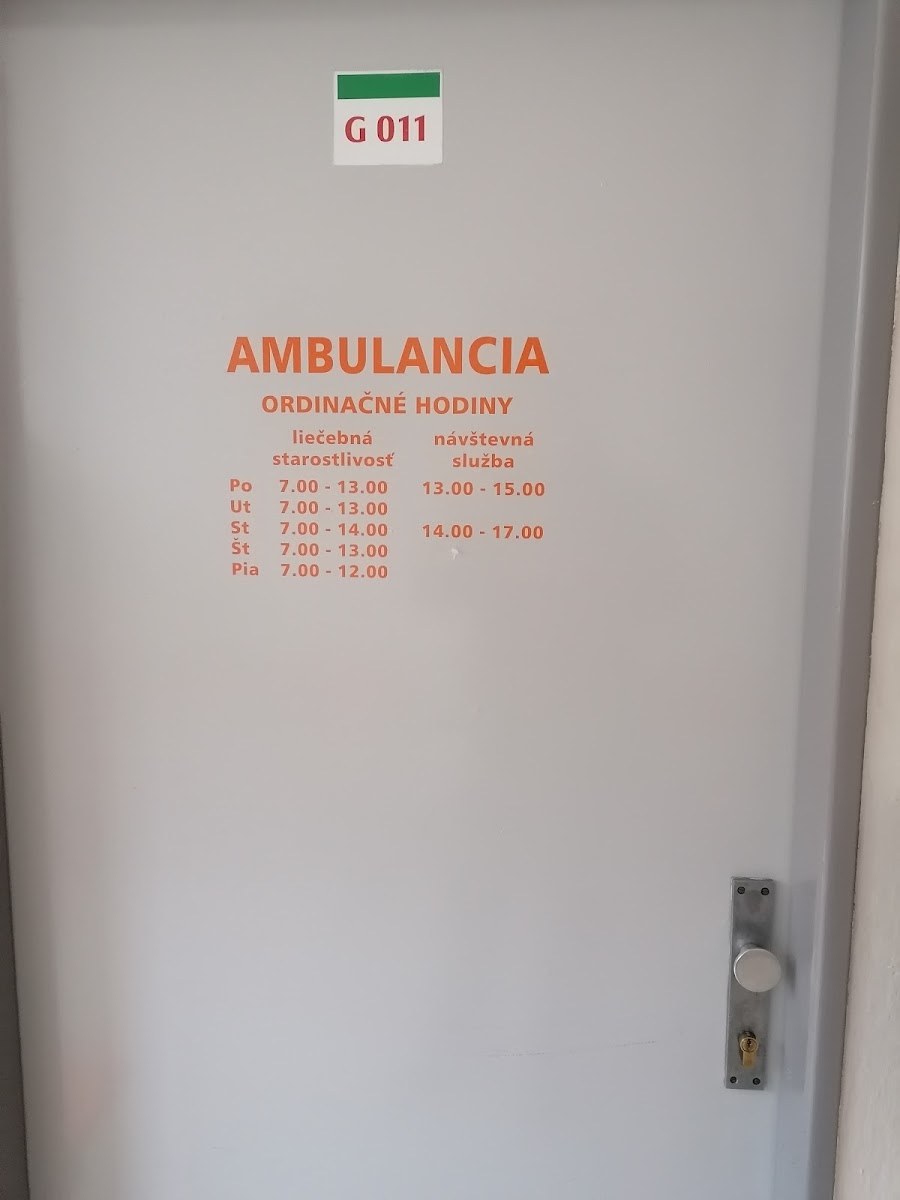 G 011
AMBULANCIA
ORDINAČNÉ HODINY
liečebná návštevná
starostlivosť služba
Po 7.00 - 13.00 13.00 - 15.00
Ut 7.00 - 13.00
St 7.00 - 14.00 14.00 - 17.00
Št 7.00 - 13.00
Pia 7.00 - 12.00